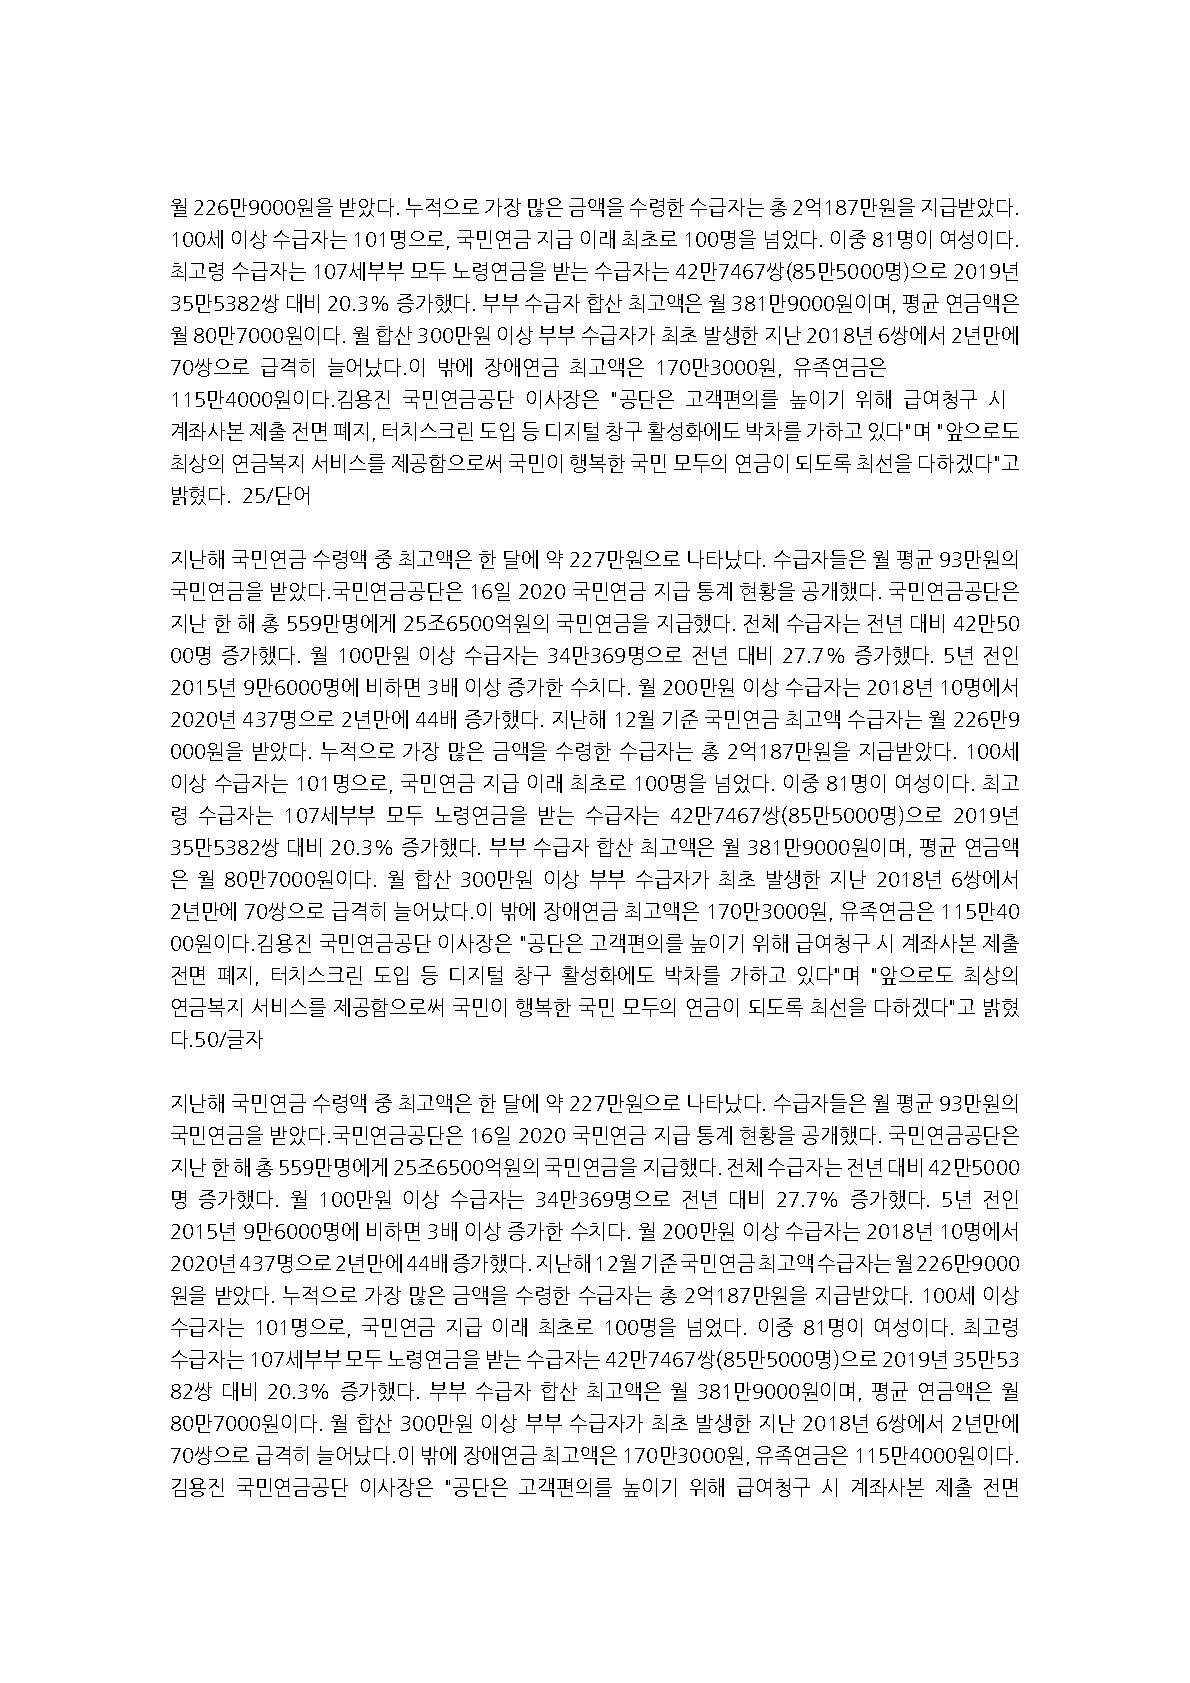 월 226만9000원을 받았다. 누적으로 가장 많은 금액을 수령한 수급자는 총 2억187만원을 지급받았다.
100세 이상 수급자는 101명으로, 국민연금 지급 이래 최초로 100명을 넘었다. 이중 81명이 여성이다.
최고령 수급자는 107세부부 모두 노령연금을 받는 수급자는 42만7467쌍(85만5000명)으로 2019년
35만5382쌍 대비 20.3% 증가했다. 부부 수급자 합산 최고액은 월 381만9000원이며, 평균 연금액은
월 80만7000원이다. 월 합산 300만원 이상 부부 수급자가 최초 발생한 지난 2018년 6쌍에서 2년만에
70쌍으로 급격히 늘어났다.이 밖에 장애연금 최고액은 170만3000원, 유족연금은
115만4000원이다.김용진 국민연금공단 이사장은 "공단은 고객편의를 높이기 위해 급여청구 시
계좌사본 제출 전면 폐지, 터치스크린 도입 등 디지털 창구 활성화에도 박차를 가하고 있다"며 "앞으로도
최상의 연금복지 서비스를 제공함으로써 국민이 행복한 국민 모두의 연금이 되도록 최선을 다하겠다"고
밝혔다. 25/단어

지난해 국민연금 수령액 중 최고액은 한 달에 약 227만원으로 나타났다. 수급자들은 월 평균 93만원의
국민연금을 받았다.국민연금공단은 16일 2020 국민연금 지급 통계 현황을 공개했다. 국민연금공단은
지난 한 해 총 559만명에게 25조6500억원의 국민연금을 지급했다. 전체 수급자는 전년 대비 42만50
00명 증가했다. 월 100만원 이상 수급자는 34만369명으로 전년 대비 27.7% 증가했다. 5년 전인
2015년 9만6000명에 비하면 3배 이상 증가한 수치다. 월 200만원 이상 수급자는 2018년 10명에서
2020년 437명으로 2년만에 44배 증가했다. 지난해 12월 기준 국민연금 최고액 수급자는 월 226만9
000원을 받았다. 누적으로 가장 많은 금액을 수령한 수급자는 총 2억187만원을 지급받았다. 100세
이상 수급자는 101명으로, 국민연금 지급 이래 최초로 100명을 넘었다. 이중 81명이 여성이다. 최고
령 수급자는 107세부부 모두 노령연금을 받는 수급자는 42만7467쌍(85만5000명)으로 2019년
35만5382쌍 대비 20.3% 증가했다. 부부 수급자 합산 최고액은 월 381만9000원이며, 평균 연금액
은 월 80만7000원이다. 월 합산 300만원 이상 부부 수급자가 최초 발생한 지난 2018년 6쌍에서
2년만에 70쌍으로 급격히 늘어났다.이 밖에 장애연금 최고액은 170만3000원, 유족연금은 115만40
00원이다.김용진 국민연금공단 이사장은 "공단은 고객편의를 높이기 위해 급여청구 시 계좌사본 제출
전면 폐지, 터치스크린 도입 등 디지털 창구 활성화에도 박차를 가하고 있다"며 "앞으로도 최상의
연금복지 서비스를 제공함으로써 국민이 행복한 국민 모두의 연금이 되도록 최선을 다하겠다"고 밝혔
다.50/글자

지난해 국민연금 수령액 중 최고액은 한 달에 약 227만원으로 나타났다. 수급자들은 월 평균 93만원의
국민연금을 받았다.국민연금공단은 16일 2020 국민연금 지급 통계 현황을 공개했다. 국민연금공단은
지난 한 해 총 559만명에게 25조6500억원의 국민연금을 지급했다. 전체 수급자는 전년 대비 42만5000
명 증가했다. 월 100만원 이상 수급자는 34만369명으로 전년 대비 27.7% 증가했다. 5년 전인
2015년 9만6000명에 비하면 3배 이상 증가한 수치다. 월 200만원 이상 수급자는 2018년 10명에서
2020년 437명으로 2년만에 44배 증가했다. 지난해 12월 기준 국민연금 최고액 수급자는 월 226만9000
원을 받았다. 누적으로 가장 많은 금액을 수령한 수급자는 총 2억187만원을 지급받았다. 100세 이상
수급자는 101명으로, 국민연금 지급 이래 최초로 100명을 넘었다. 이중 81명이 여성이다. 최고령
수급자는 107세부부 모두 노령연금을 받는 수급자는 42만7467쌍(85만5000명)으로 2019년 35만53
82쌍 대비 20.3% 증가했다. 부부 수급자 합산 최고액은 월 381만9000원이며, 평균 연금액은 월
80만7000원이다. 월 합산 300만원 이상 부부 수급자가 최초 발생한 지난 2018년 6쌍에서 2년만에
70쌍으로 급격히 늘어났다.이 밖에 장애연금 최고액은 170만3000원, 유족연금은 115만4000원이다.
김용진 국민연금공단 이사장은 "공단은 고객편의를 높이기 위해 급여청구 시 계좌사본 제출 전면